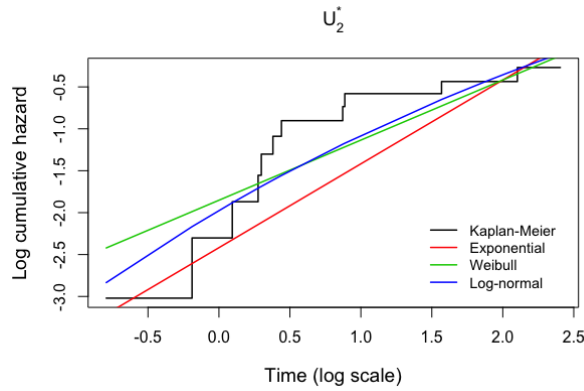 U₂*
-0.5
-1.0
-1.5
-2.0
-2.5
-3.0
Log cumulative hazard
Kaplan-Meier
Exponential
Weibull
Log-normal
-0.5 0.0 0.5 1.0 1.5 2.0 2.5
Time (log scale)